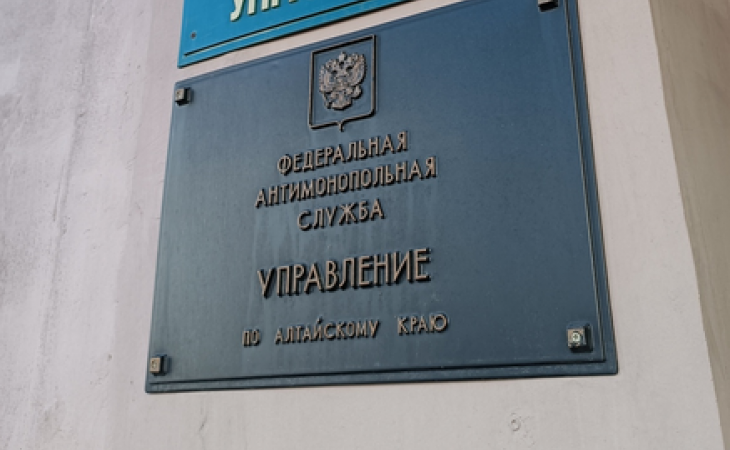 ФЕДЕРАЛЬНАЯ
АНТИМОНОПОЛЬНАЯ
СЛУЖБА
УПРАВЛЕНИЕ
ПО АЛТАЙСКОМУ КРАЮ